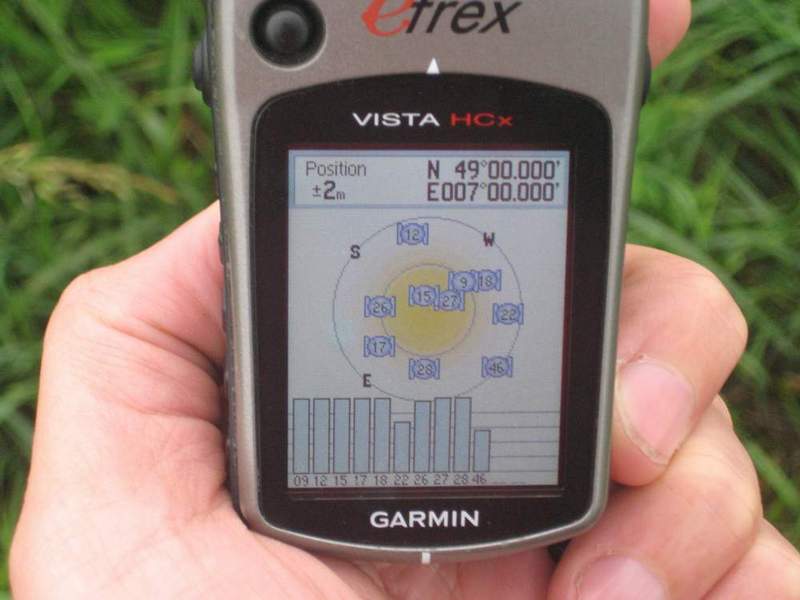 eTrex
VISTA HCx
Position N 49°00.000'
±2m E007°00.000'
12
S W
9 18
15 27
26 22
17
28 46
E
09 12 15 17 18 22 26 27 28 46
GARMIN